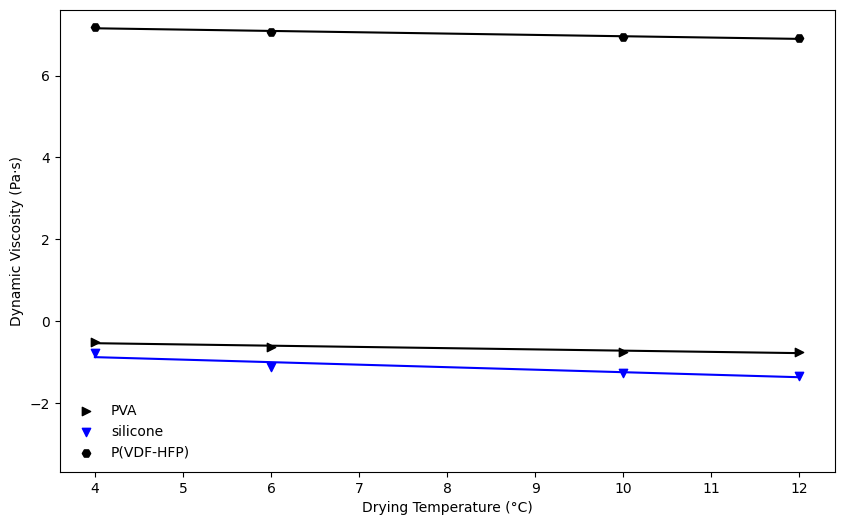 Dynamic Viscosity (Pa·s)
6
4
2
0
−2
PVA
silicone
P(VDF-HFP)
4 5 6 7 8 9 10 11 12
Drying Temperature (°C)